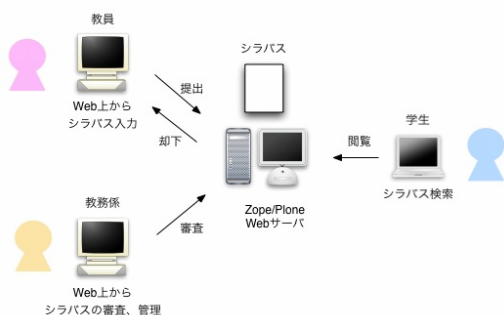 教員
Web上から
シラバス入力
提出
却下
シラバス
Zope/Plone
Webサーバ
学生
閲覧
シラバス検索
教務係
審査
Web上から
シラバスの審査、管理